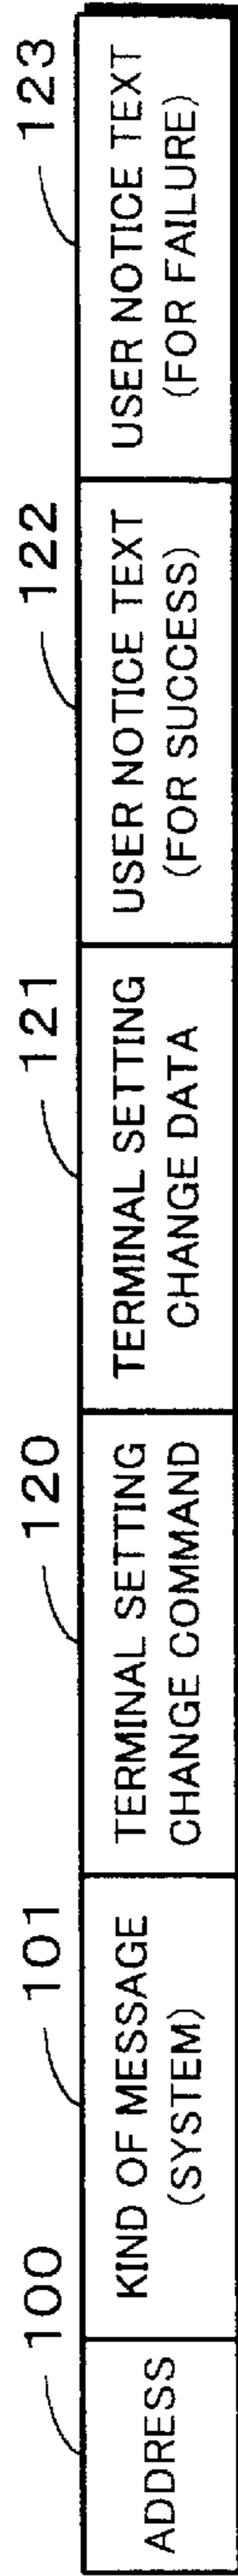 100
101
120
121
122
123
ADDRESS
KIND OF MESSAGE
(SYSTEM)
TERMINAL SETTING
CHANGE COMMAND
TERMINAL SETTING
CHANGE DATA
USER NOTICE TEXT
(FOR SUCCESS)
USER NOTICE TEXT
(FOR FAILURE)